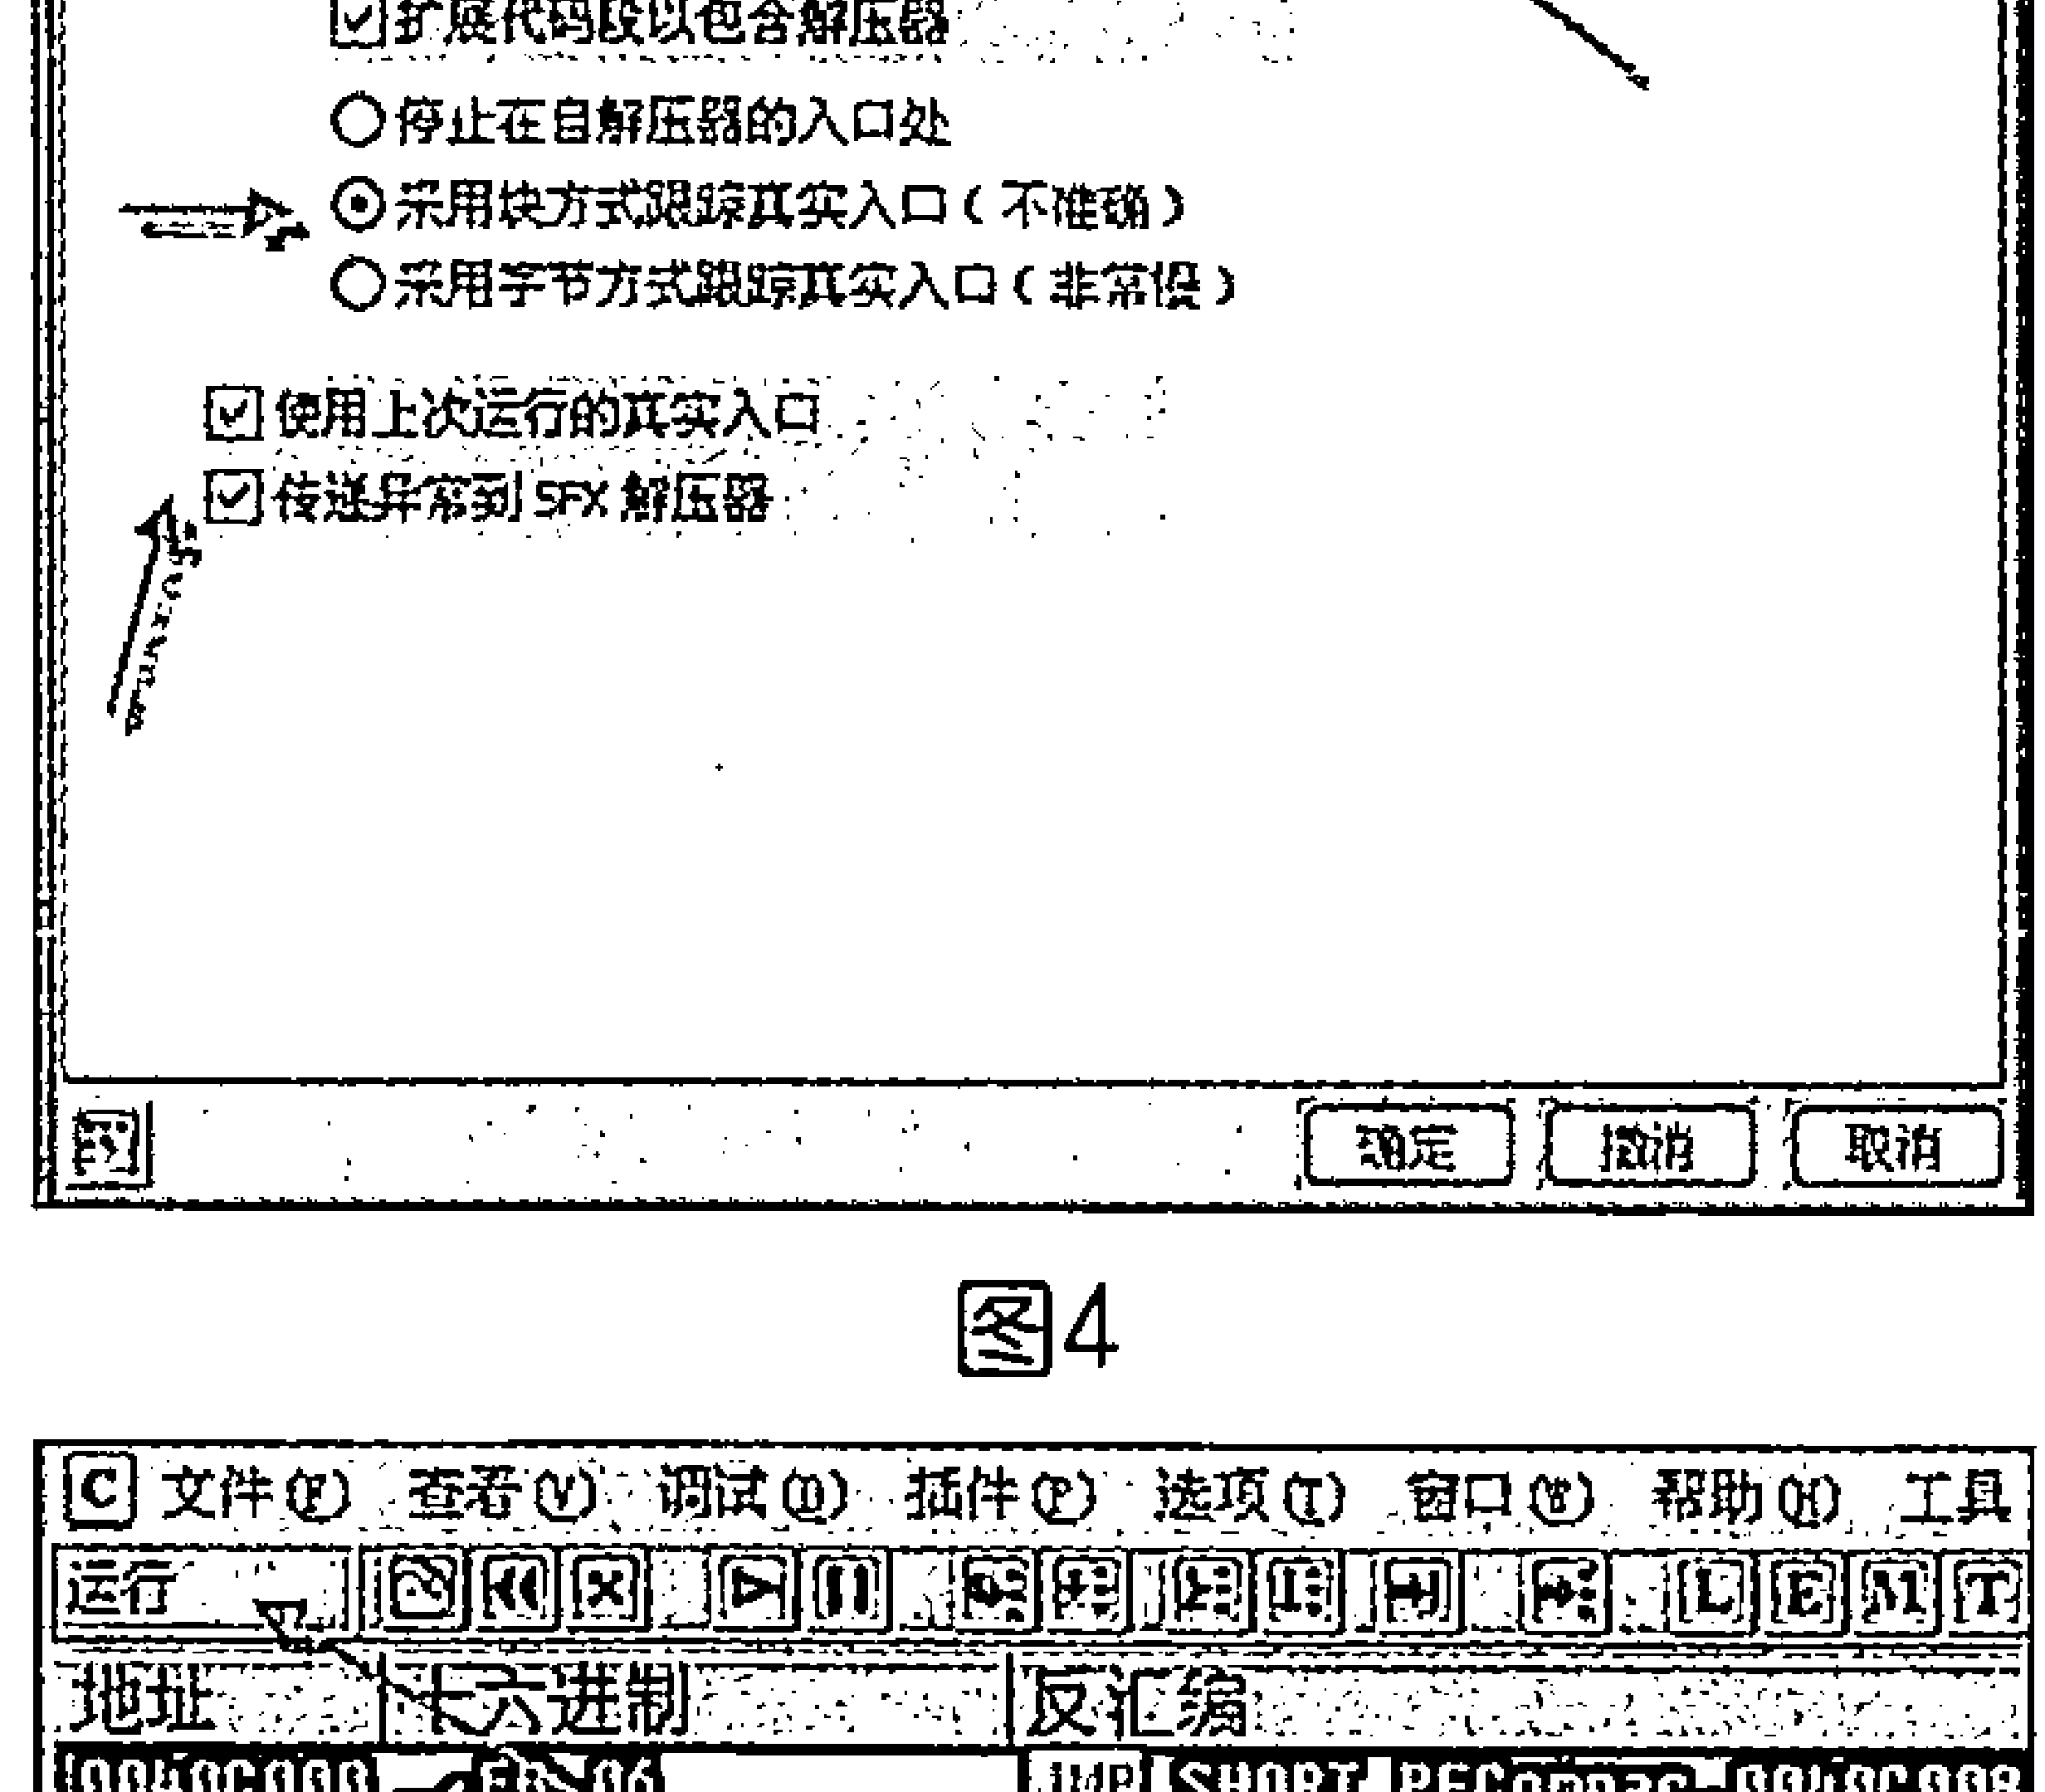 扩展代码段以包含解压器
停止在自解压器的入口处
采用块方式跟踪真实入口(不准确)
采用字节方式跟踪真实入口(非常慢)
使用上次运行的真实入口
传送异常到 SFX 解压器
确定 撤消 取消
图4
C 文件(F) 查看(V) 调试(D) 插件(P) 选项(T) 窗口(W) 帮助(H) 工具
运行 L E M T
地址 十六进制 反汇编
JMP SHORT